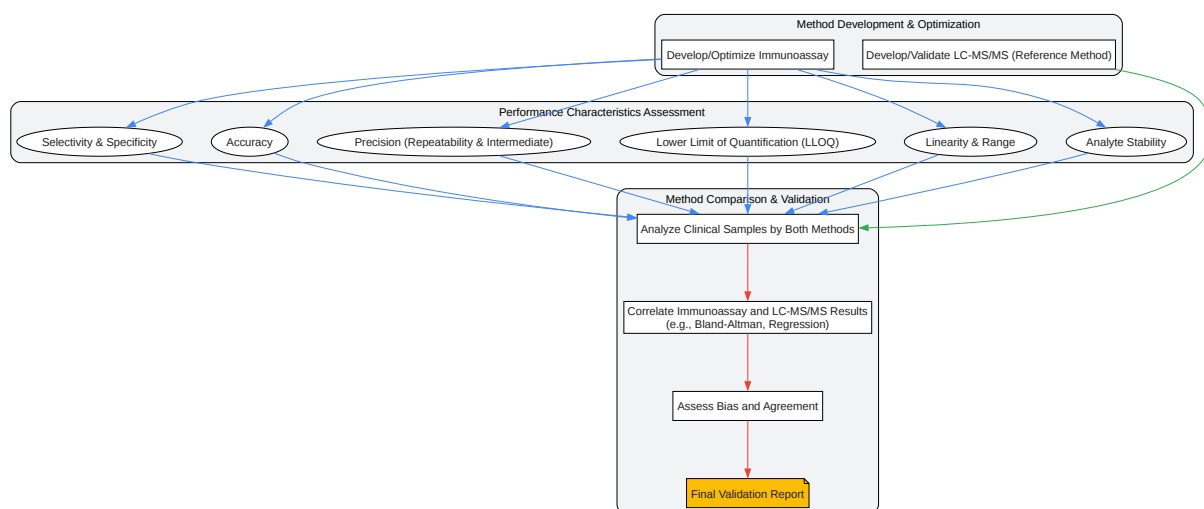 Method Development & Optimization
Develop/Optimize Immunoassay
Develop/Validate LC-MS/MS (Reference Method)
Performance Characteristics Assessment
Selectivity & Specificity
Accuracy
Precision (Repeatability & Intermediate)
Lower Limit of Quantification (LLOQ)
Linearity & Range
Analyte Stability
Method Comparison & Validation
Analyze Clinical Samples by Both Methods
Correlate Immunoassay and LC-MS/MS Results
(e.g., Bland-Altman, Regression)
Assess Bias and Agreement
Final Validation Report